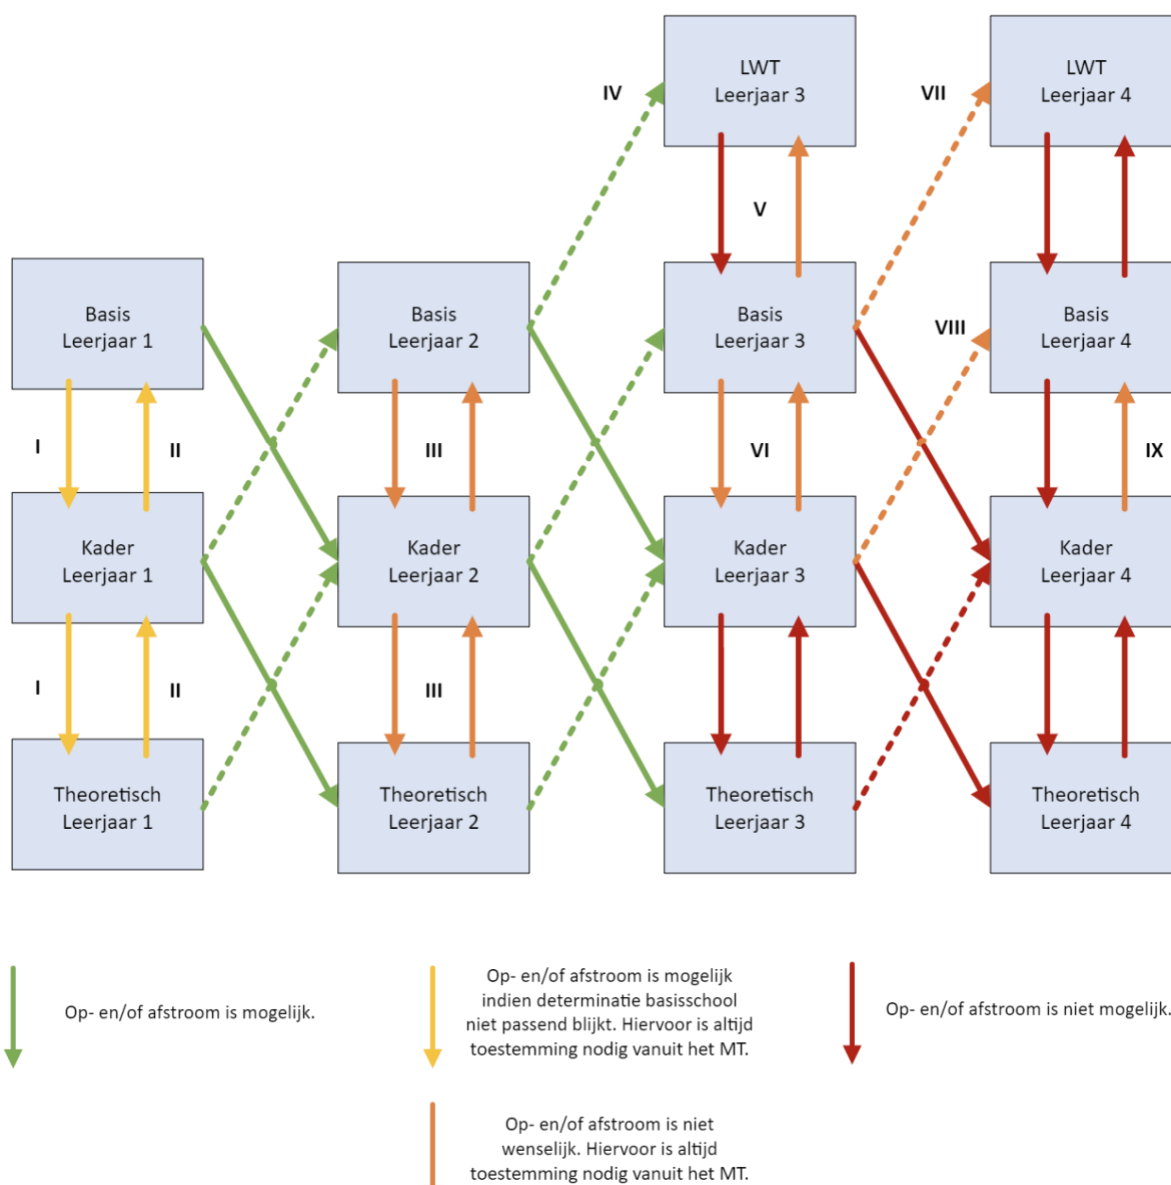 LWT
Leerjaar 3
LWT
Leerjaar 4
IV
VII
V
Basis
Leerjaar 1
Basis
Leerjaar 2
Basis
Leerjaar 3
Basis
Leerjaar 4
VIII
I
II
III
VI
IX
Kader
Leerjaar 1
Kader
Leerjaar 2
Kader
Leerjaar 3
Kader
Leerjaar 4
I
II
III
Theoretisch
Leerjaar 1
Theoretisch
Leerjaar 2
Theoretisch
Leerjaar 3
Theoretisch
Leerjaar 4
Op- en/of afstroom is mogelijk.
Op- en/of afstroom is mogelijk
indien determinatie basisschool
niet passend blijkt. Hiervoor is altijd
toestemming nodig vanuit het MT.
Op- en/of afstroom is niet mogelijk.
Op- en/of afstroom is niet
wenselijk. Hiervoor is altijd
toestemming nodig vanuit het MT.